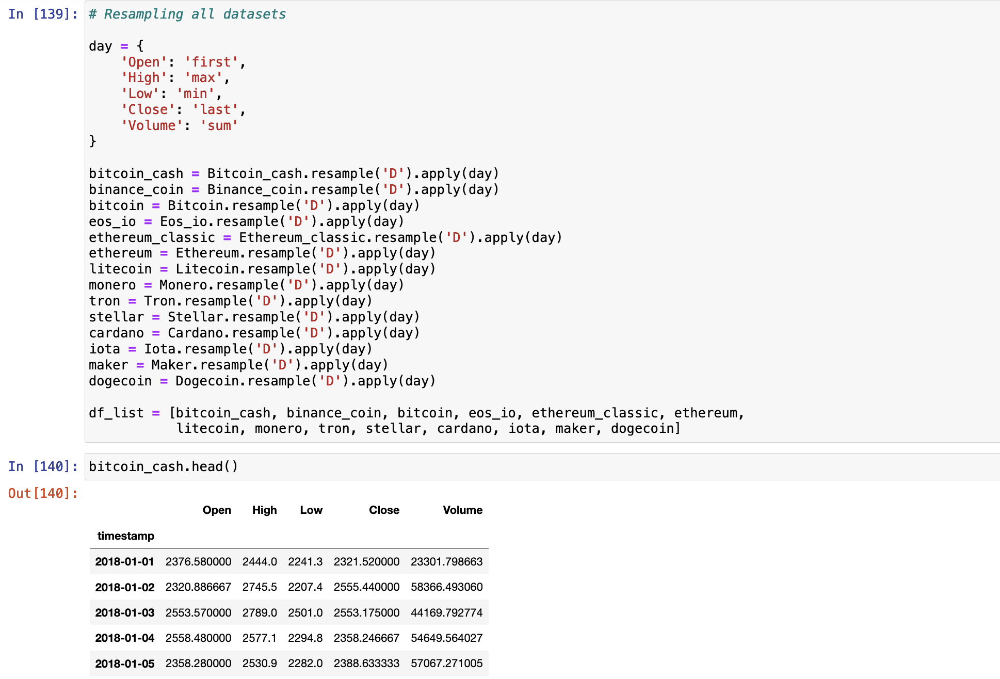 In [139]: # Resampling all datasets
day = {
    'Open': 'first',
    'High': 'max',
    'Low': 'min',
    'Close': 'last',
    'Volume': 'sum'
}
bitcoin_cash = Bitcoin_cash.resample('D').apply(day)
binance_coin = Binance_coin.resample('D').apply(day)
bitcoin = Bitcoin.resample('D').apply(day)
eos_io = Eos_io.resample('D').apply(day)
ethereum_classic = Ethereum_classic.resample('D').apply(day)
ethereum = Ethereum.resample('D').apply(day)
litecoin = Litecoin.resample('D').apply(day)
monero = Monero.resample('D').apply(day)
tron = Tron.resample('D').apply(day)
stellar = Stellar.resample('D').apply(day)
cardano = Cardano.resample('D').apply(day)
iota = Iota.resample('D').apply(day)
maker = Maker.resample('D').apply(day)
dogecoin = Dogecoin.resample('D').apply(day)
df_list = [bitcoin_cash, binance_coin, bitcoin, eos_io, ethereum_classic, ethereum,
           litecoin, monero, tron, stellar, cardano, iota, maker, dogecoin]
In [140]: bitcoin_cash.head()
Out[140]:
Open High Low Close Volume
timestamp
2018-01-01 2376.580000 2444.0 2241.3 2321.520000 23301.798663
2018-01-02 2320.886667 2745.5 2207.4 2555.440000 58366.493060
2018-01-03 2553.570000 2789.0 2501.0 2553.175000 44169.792774
2018-01-04 2558.480000 2577.1 2294.8 2358.246667 54649.564027
2018-01-05 2358.280000 2530.9 2282.0 2388.633333 57067.271005